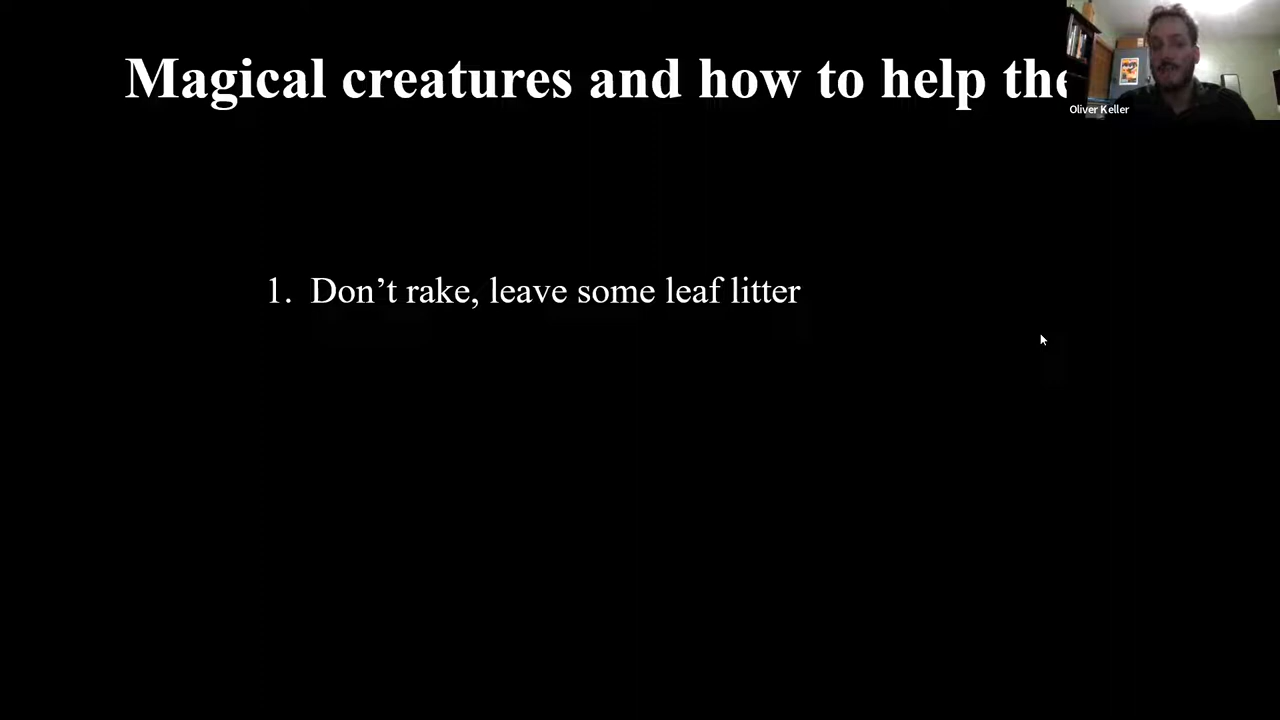 Magical creatures and how to help the
Oliver Keller
1. Don’t rake, leave some leaf litter